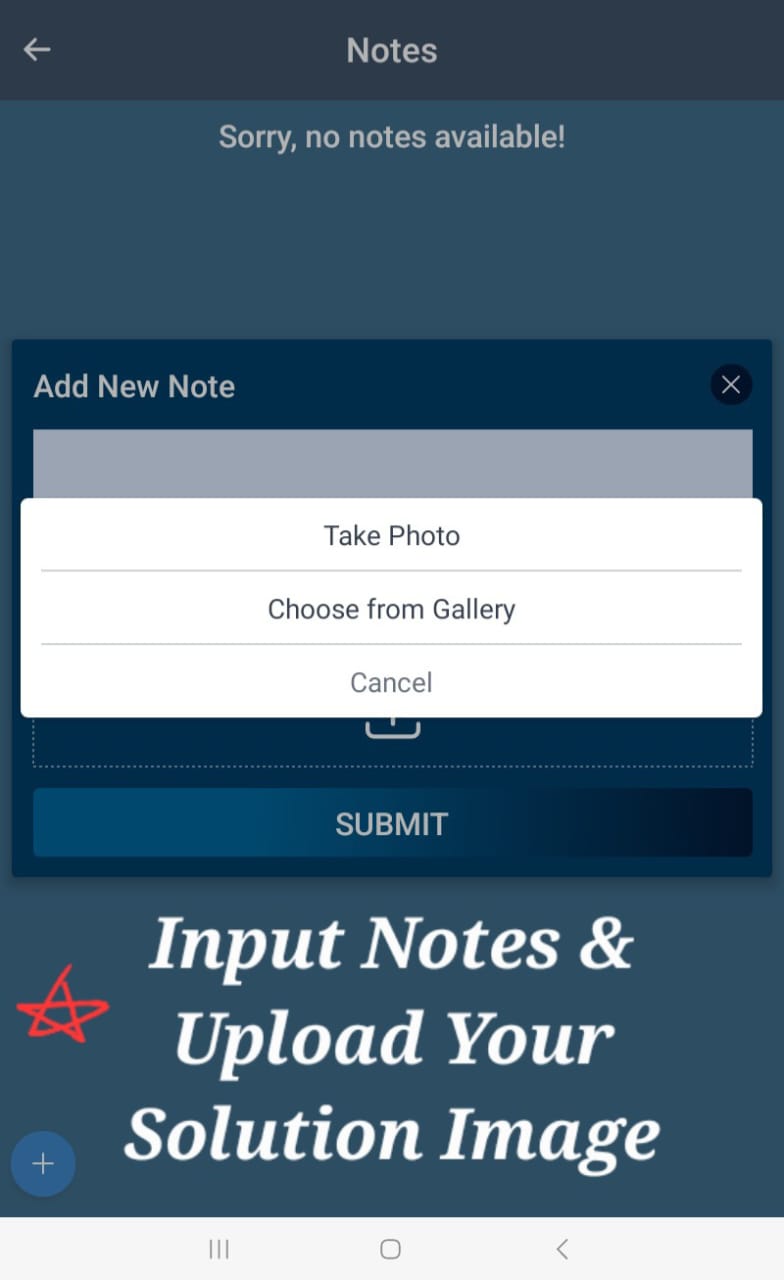 Notes
Sorry, no notes available!
Add New Note
Take Photo
Choose from Gallery
Cancel
SUBMIT
Input Notes &
Upload Your
Solution Image